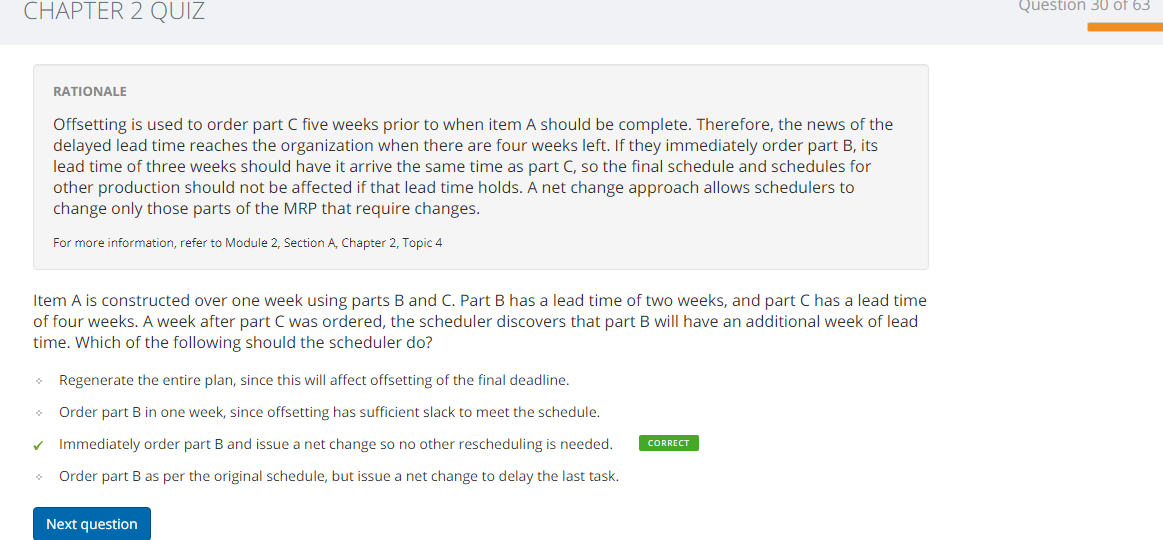 CHAPTER 2 QUIZ
Question 30 of 63
RATIONALE
Offsetting is used to order part C five weeks prior to when item A should be complete. Therefore, the news of the
delayed lead time reaches the organization when there are four weeks left. If they immediately order part B, its
lead time of three weeks should have it arrive the same time as part C, so the final schedule and schedules for
other production should not be affected if that lead time holds. A net change approach allows schedulers to
change only those parts of the MRP that require changes.
For more information, refer to Module 2, Section A, Chapter 2, Topic 4
Item A is constructed over one week using parts B and C. Part B has a lead time of two weeks, and part C has a lead time
of four weeks. A week after part C was ordered, the scheduler discovers that part B will have an additional week of lead
time. Which of the following should the scheduler do?
Regenerate the entire plan, since this will affect offsetting of the final deadline.
Order part B in one week, since offsetting has sufficient slack to meet the schedule.
Immediately order part B and issue a net change so no other rescheduling is needed. CORRECT
Order part B as per the original schedule, but issue a net change to delay the last task.
Next question